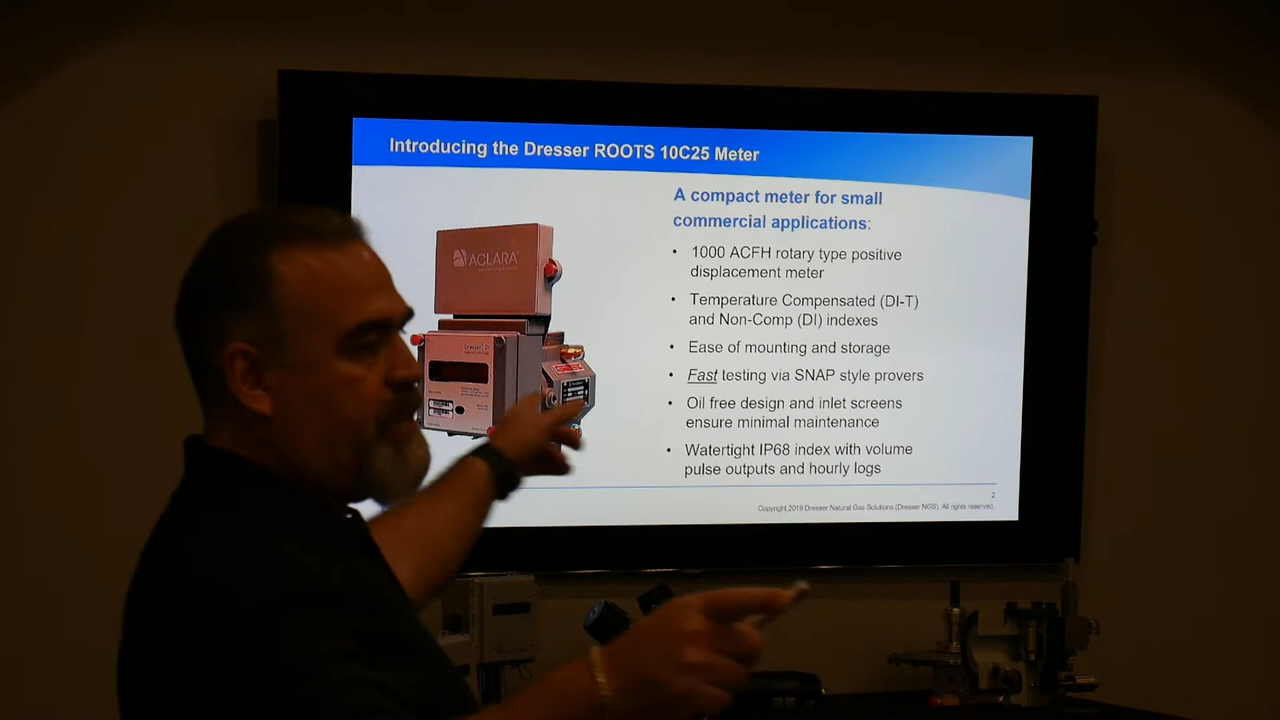 Introducing the Dresser ROOTS 10C25 Meter
A compact meter for small
commercial applications:
• 1000 ACFH rotary type positive
displacement meter
• Temperature Compensated (DI-T)
and Non-Comp (DI) indexes
• Ease of mounting and storage
• Fast testing via SNAP style provers
• Oil free design and inlet screens
ensure minimal maintenance
• Watertight IP68 index with volume
pulse outputs and hourly logs
ACLARA
2
Copyright 2019 Dresser Natural Gas Solutions (Dresser NGS). All rights reserved.